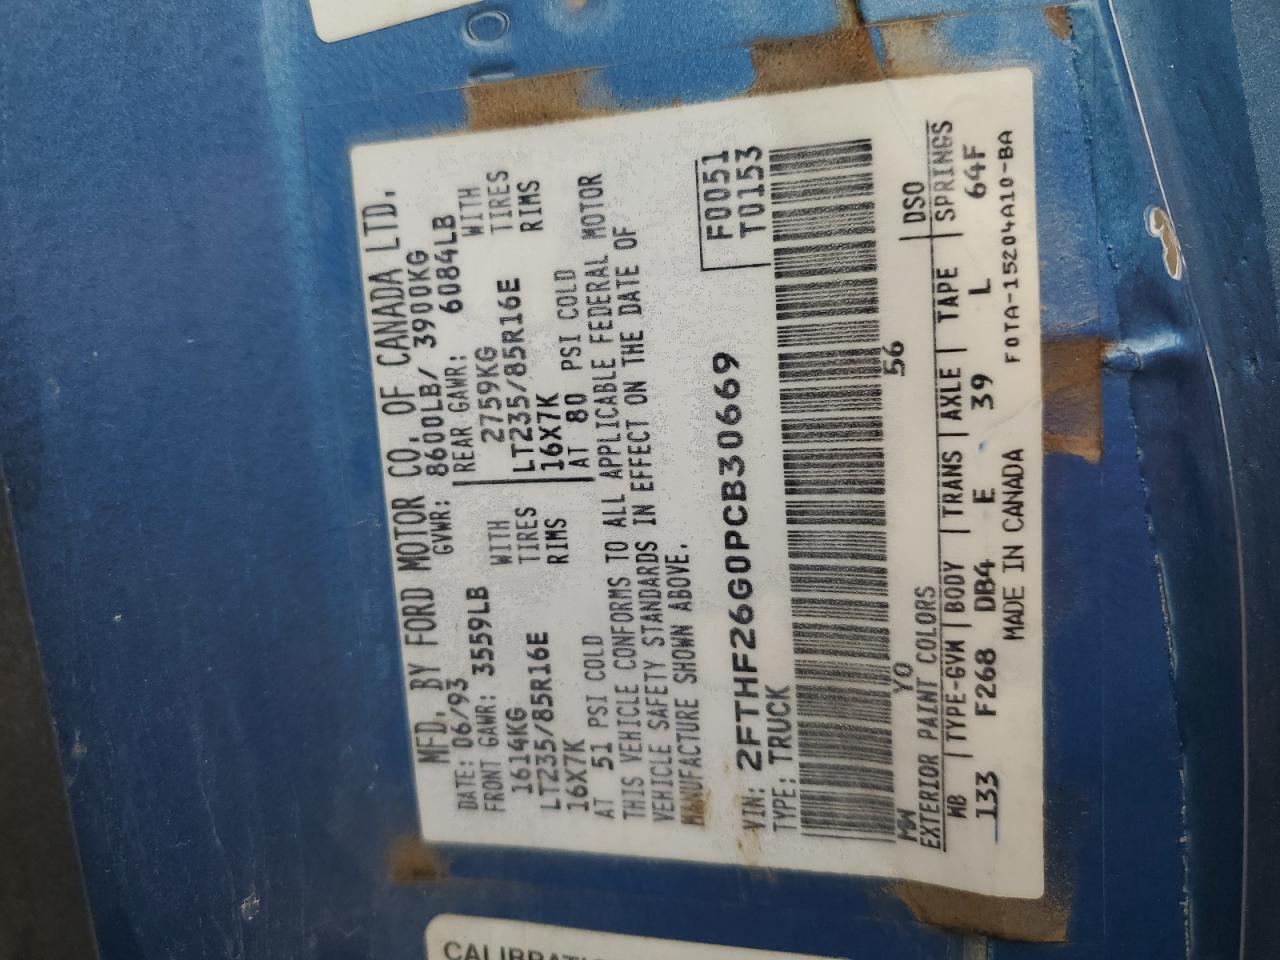 10
MFD. BY FORD MOTOR CO. OF CANADA LTD.
DATE: 06/93 GVWR: 8600LB/ 3900KG
FRONT GAWR: 3559LB REAR GAWR: 6084LB
1614KG WITH 2759KG WITH
LT235/85R16E TIRES LT235/85R16E TIRES
16X7K RIMS 16X7K RIMS
AT 51 PSI COLD AT 80 PSI COLD
THIS VEHICLE CONFORMS TO ALL APPLICABLE FEDERAL MOTOR
VEHICLE SAFETY STANDARDS IN EFFECT ON THE DATE OF
MANUFACTURE SHOWN ABOVE.
F0051
T0153
VIN: 2FTHF26G0PCB30669
TYPE: TRUCK
MW YO 56
EXTERIOR PAINT COLORS DSO
WB TYPE-GVW BODY TRANS AXLE TAPE SPRINGS
133 F268 DB4 E 39 L 64F
MADE IN CANADA F0TA-15204A10-BA